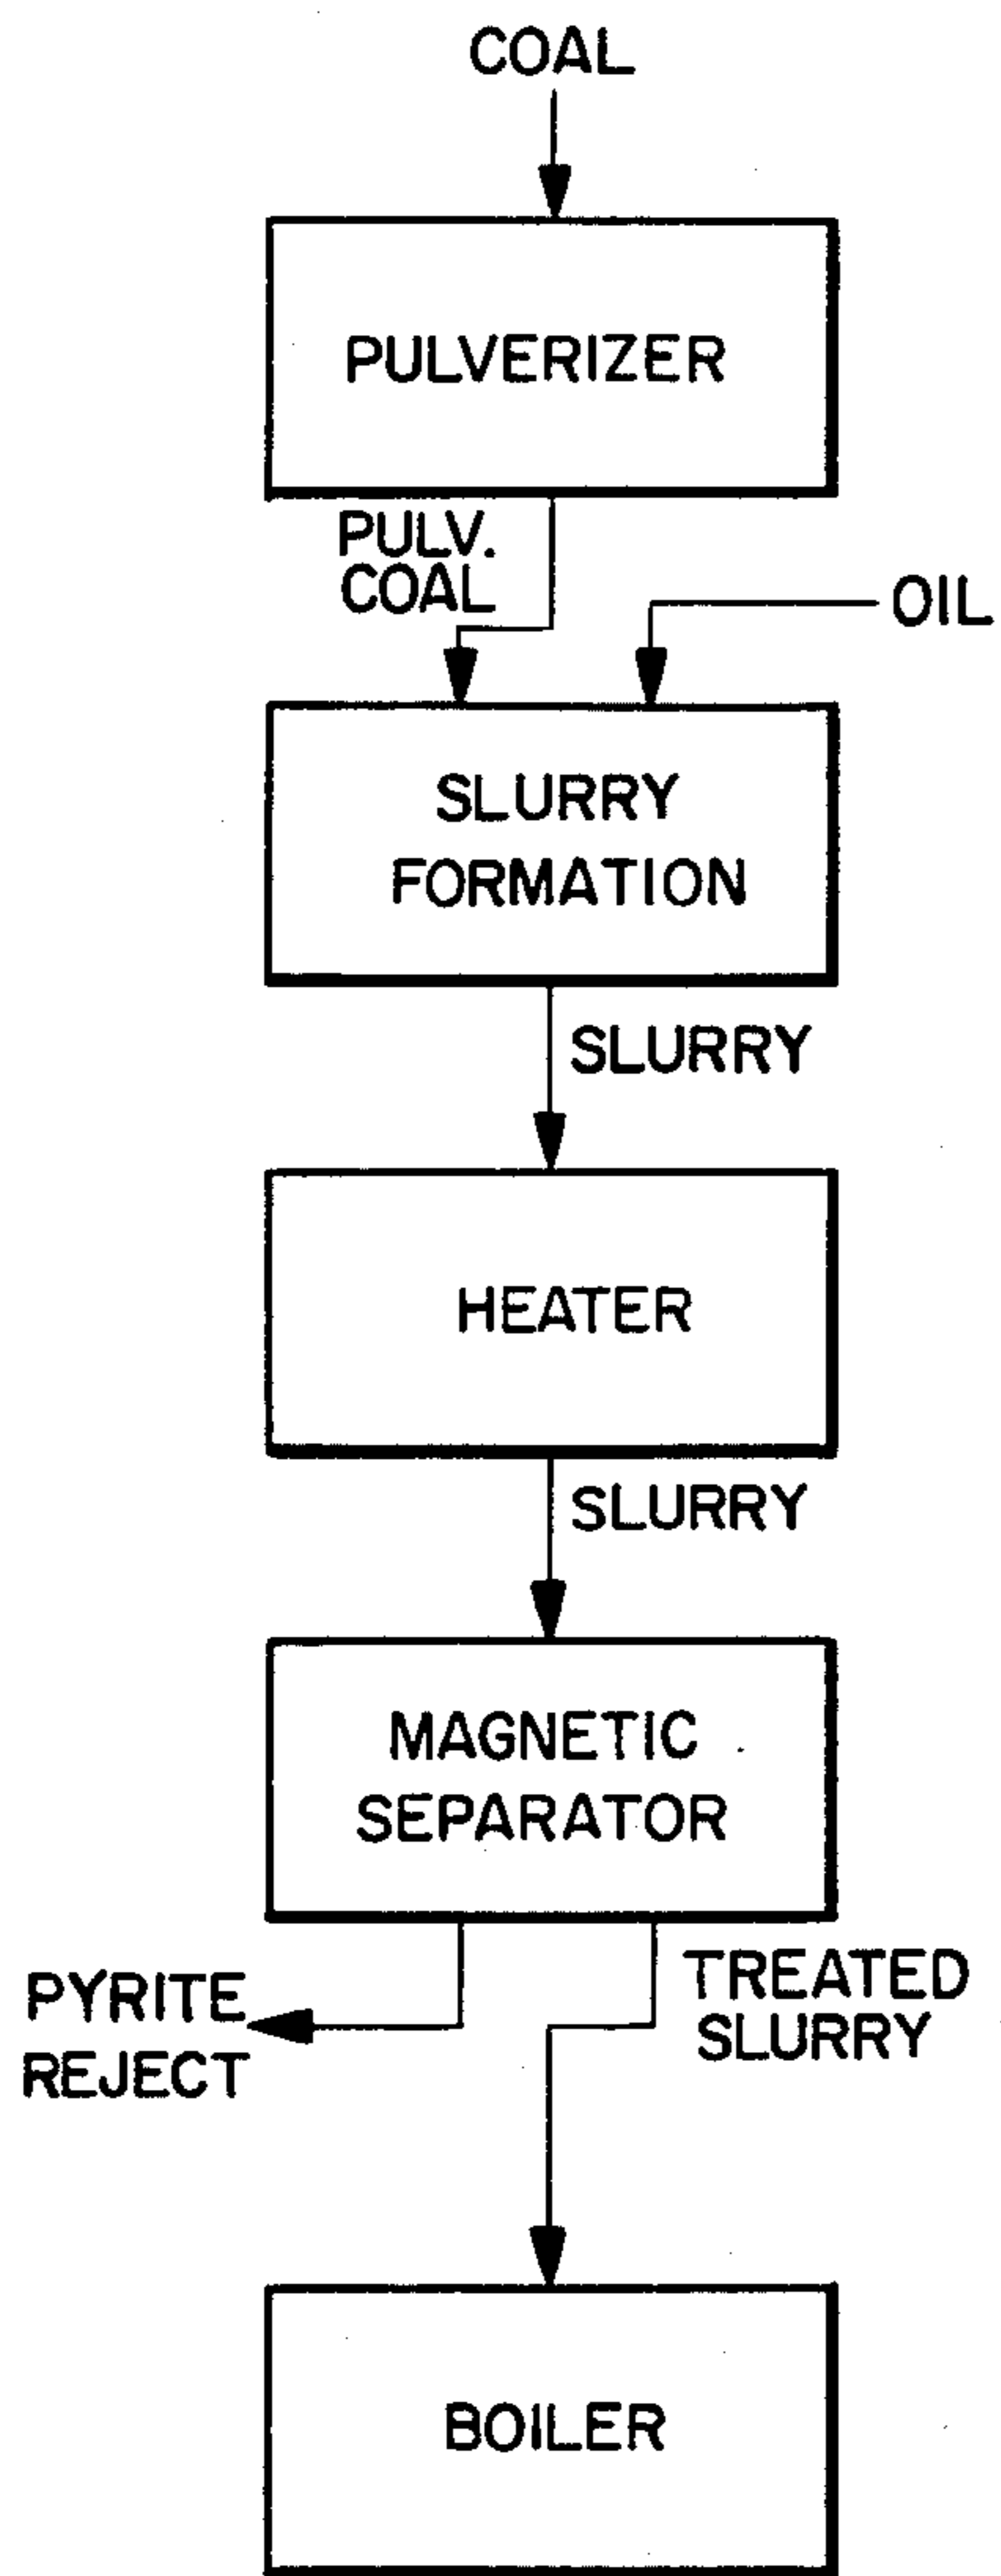 COAL
PULVERIZER
PULV.
COAL
OIL
SLURRY
FORMATION
SLURRY
HEATER
SLURRY
MAGNETIC
SEPARATOR
PYRITE
REJECT
TREATED
SLURRY
BOILER